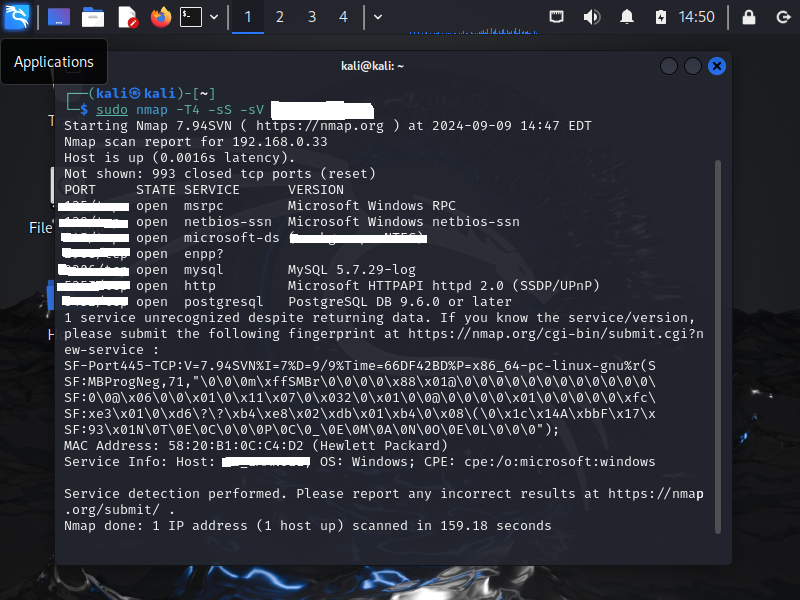 1 2 3 4 14:50
Applications
kali@kali: ~
(kali㉿kali)-[~]
$ sudo nmap -T4 -sS -sV
Starting Nmap 7.94SVN ( https://nmap.org ) at 2024-09-09 14:47 EDT
Nmap scan report for 192.168.0.33
Host is up (0.0016s latency).
Not shown: 993 closed tcp ports (reset)
PORT STATE SERVICE VERSION
open msrpc Microsoft Windows RPC
open netbios-ssn Microsoft Windows netbios-ssn
open microsoft-ds
open enpp?
open mysql MySQL 5.7.29-log
open http Microsoft HTTPAPI httpd 2.0 (SSDP/UPnP)
open postgresql PostgreSQL DB 9.6.0 or later
1 service unrecognized despite returning data. If you know the service/version,
please submit the following fingerprint at https://nmap.org/cgi-bin/submit.cgi?n
ew-service :
SF-Port445-TCP:V=7.94SVN%I=7%D=9/9%Time=66DF42BD%P=x86_64-pc-linux-gnu%r(S
SF:MBProgNeg,71,"\0\0\0m\xffSMBr\0\0\0\0\x88\x01@\0\0\0\0\0\0\0\0\0\0\0\0\
SF:0\0@\x06\0\0\x01\0\x11\x07\0\x032\0\x01\0\0@\0\0\0\0\x01\0\0\0\0\0\xfc\
SF:xe3\x01\0\xd6\?\?\xb4\xe8\x02\xdb\x01\xb4\0\x08\(\0\x1c\x14A\xbbF\x17\x
SF:93\x01N\0T\0E\0C\0\0\0P\0C\0_\0E\0M\0A\0N\0O\0E\0L\0\0\0");
MAC Address: 58:20:B1:0C:C4:D2 (Hewlett Packard)
Service Info: Host: OS: Windows; CPE: cpe:/o:microsoft:windows
Service detection performed. Please report any incorrect results at https://nmap
.org/submit/ .
Nmap done: 1 IP address (1 host up) scanned in 159.18 seconds
File